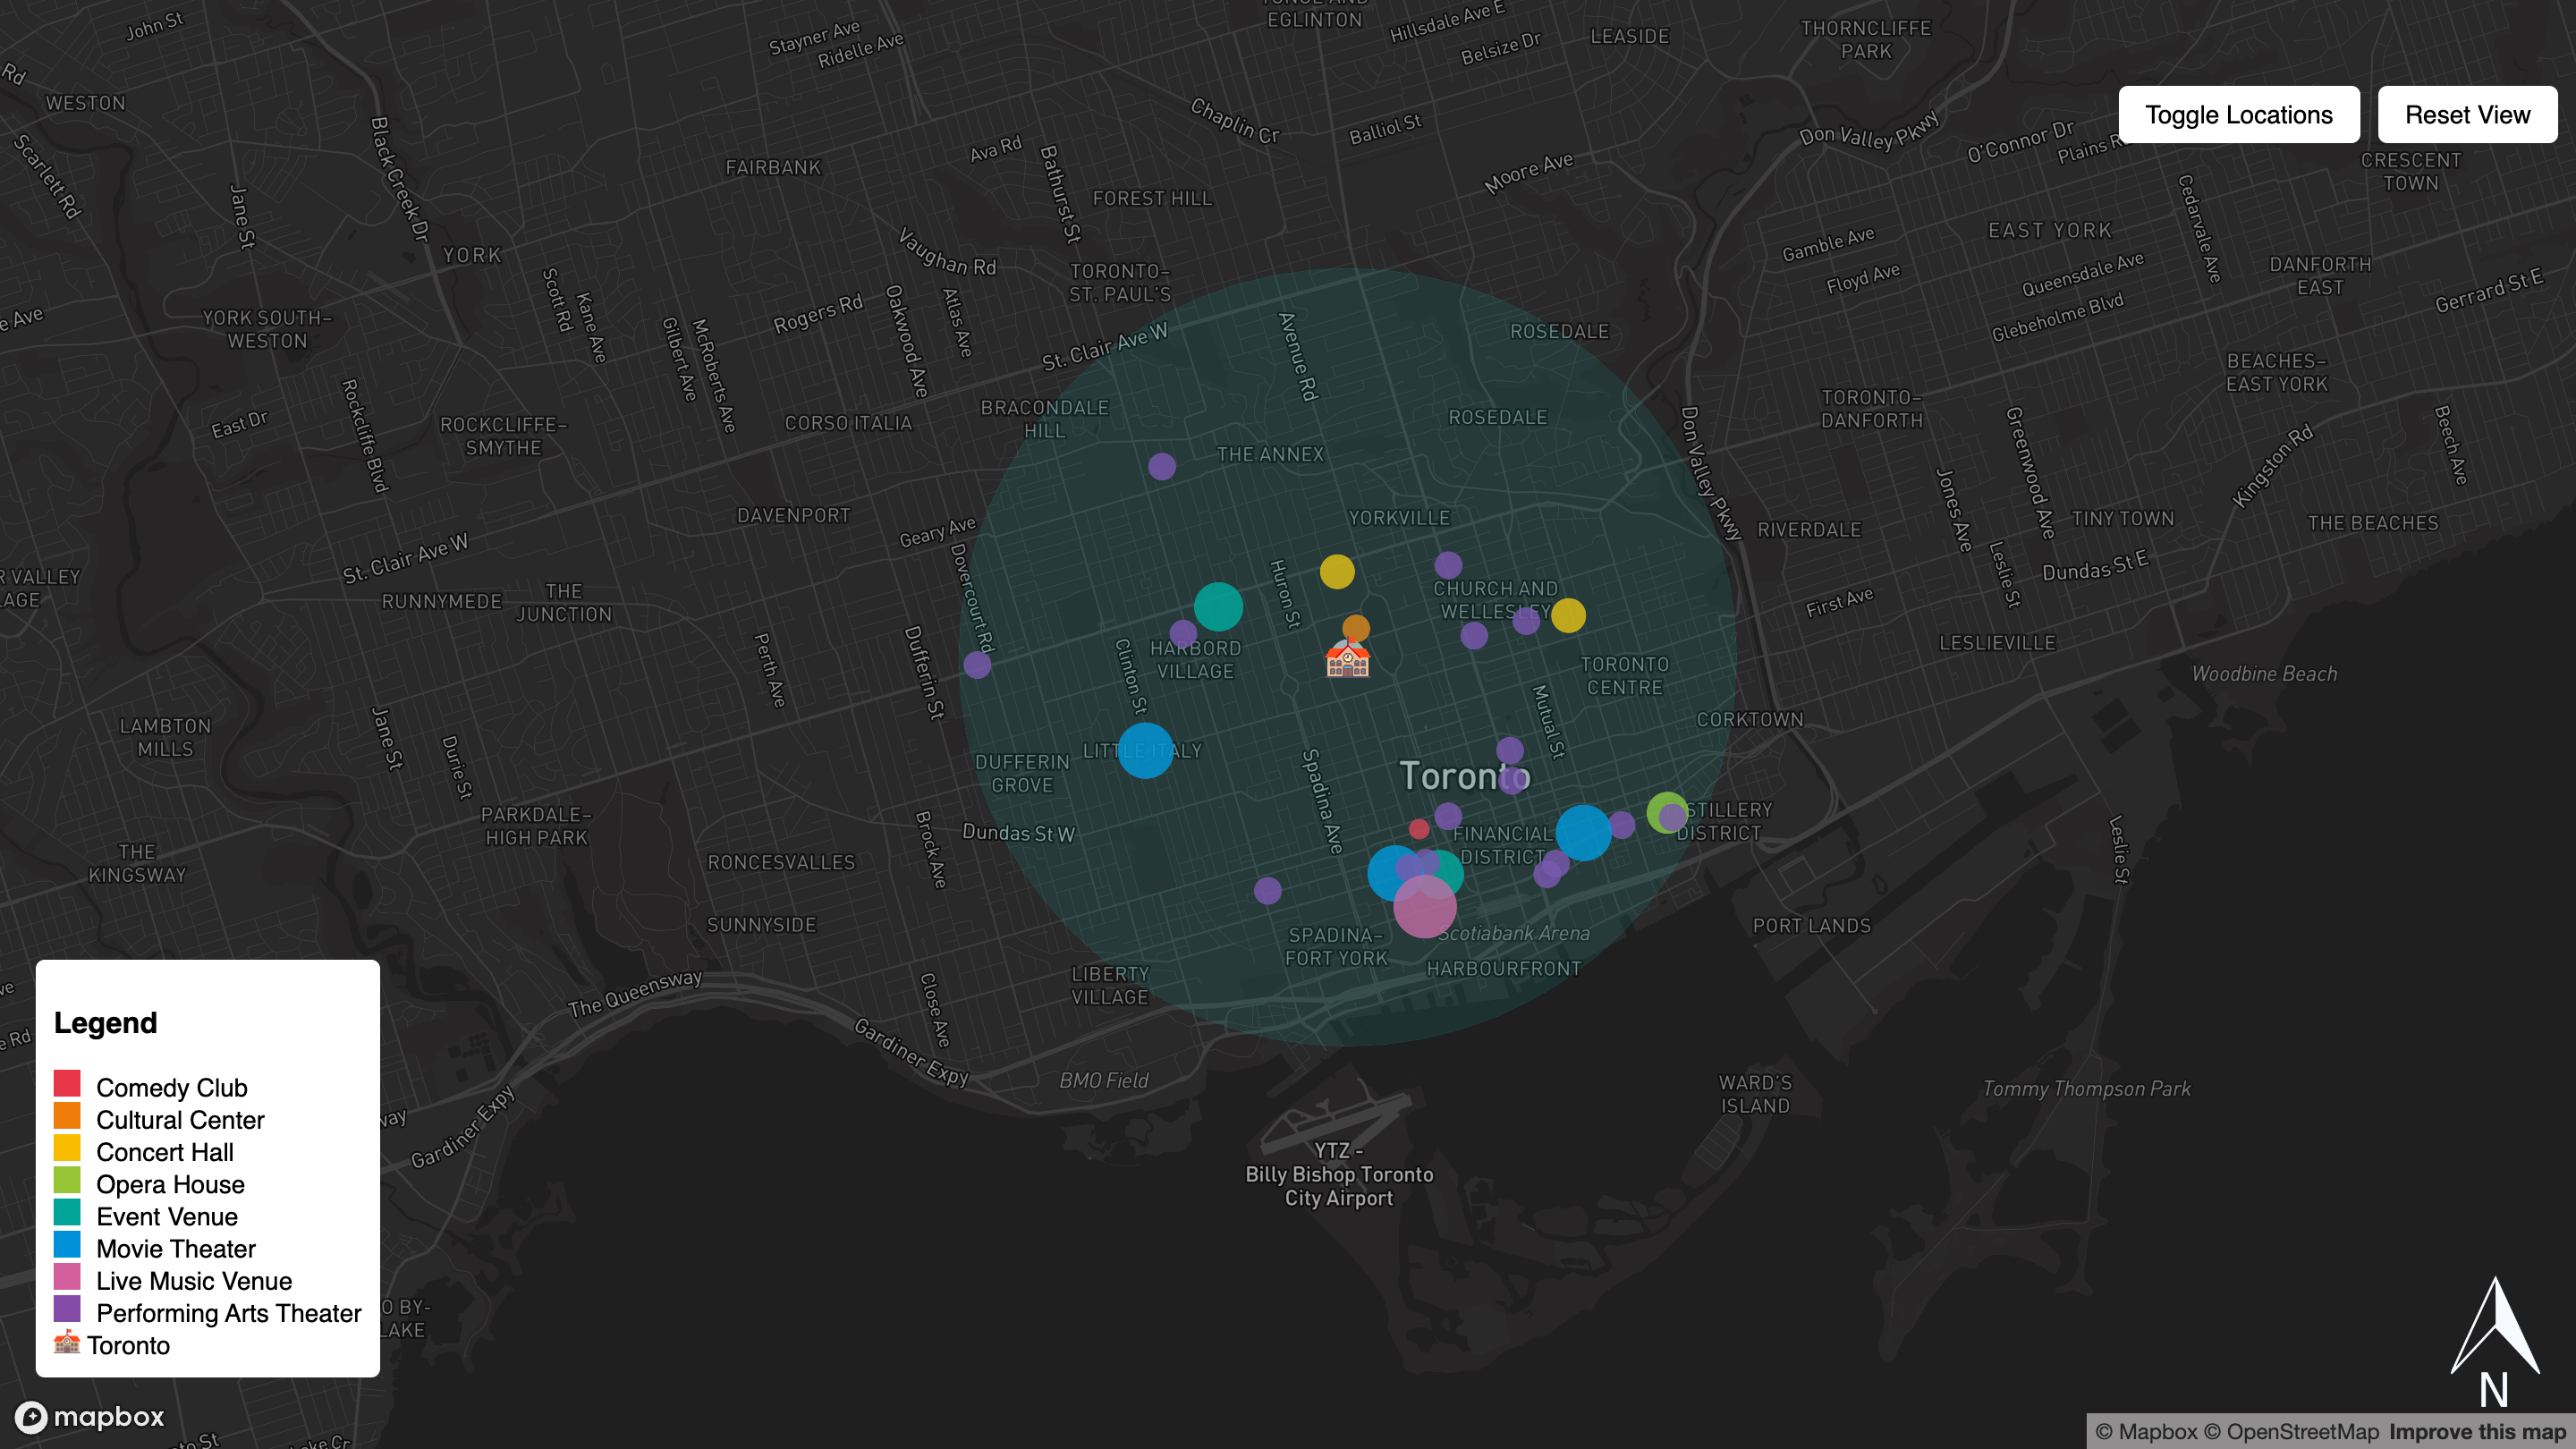 YONGE AND
EGLINTON
Hillsdale Ave E
John St
Stayner Ave
Ridelle Ave
Belsize Dr
LEASIDE
THORNCLIFFE
PARK
Rd
WESTON
Chaplin Cr
Balliol St
Don Valley Pkwy
O'Connor Dr
Plains
Toggle Locations
Reset View
CRESCENT
TOWN
Scarlett Rd
Jane St
Black Creek Dr
FAIRBANK
Ava Rd
Bathurst St
FOREST HILL
Moore Ave
Cedarvale Ave
YORK
Vaughan Rd
TORONTO-
ST. PAUL'S
Gamble Ave
Floyd Ave
EAST YORK
Queensdale Ave
Glebeholme Blvd
DANFORTH
EAST
Gerrard St E
e Ave
YORK SOUTH-
WESTON
Scott Rd
Kane Ave
Gilbert Ave
McRoberts Ave
Rogers Rd
Oakwood Ave
Atlas Ave
St. Clair Ave W
Avenue Rd
ROSEDALE
BEACHES-
EAST YORK
East Dr
Rockcliffe Blvd
ROCKCLIFFE-
SMYTHE
CORSO ITALIA
BRACONDALE
HILL
THE ANNEX
ROSEDALE
Don Valley Pkwy
TORONTO-
DANFORTH
Greenwood Ave
Kingston Rd
Beech Ave
DAVENPORT
Geary Ave
YORKVILLE
RIVERDALE
Jones Ave
TINY TOWN
THE BEACHES
St. Clair Ave W
Dovercourt Rd
Huron St
CHURCH AND
WELLESLEY
First Ave
Leslie St
Dundas St E
R VALLEY
AGE
RUNNYMEDE
THE
JUNCTION
Perth Ave
Dufferin St
Clinton St
HARBORD
VILLAGE
TORONTO
CENTRE
LESLIEVILLE
Woodbine Beach
LAMBTON
MILLS
Jane St
Durie St
DUFFERIN
GROVE
LITTLE ITALY
Spadina Ave
Toronto
Mutual St
CORKTOWN
PARKDALE-
HIGH PARK
Brock Ave
Dundas St W
FINANCIAL
DISTRICT
STILLERY
DISTRICT
Leslie St
THE
KINGSWAY
RONCESVALLES
SUNNYSIDE
SPADINA-
FORT YORK
Scotiabank Arena
HARBOURFRONT
PORT LANDS
The Queensway
Close Ave
LIBERTY
VILLAGE
Gardiner Expy
BMO Field
WARD'S
ISLAND
Tommy Thompson Park
ve
e Rd
way
Gardiner Expy
YTZ -
Billy Bishop Toronto
City Airport
Legend
Comedy Club
Cultural Center
Concert Hall
Opera House
Event Venue
Movie Theater
Live Music Venue
Performing Arts Theater
Toronto
O BY-
LAKE
N
mapbox
to St
ke Cr
© Mapbox © OpenStreetMap Improve this map